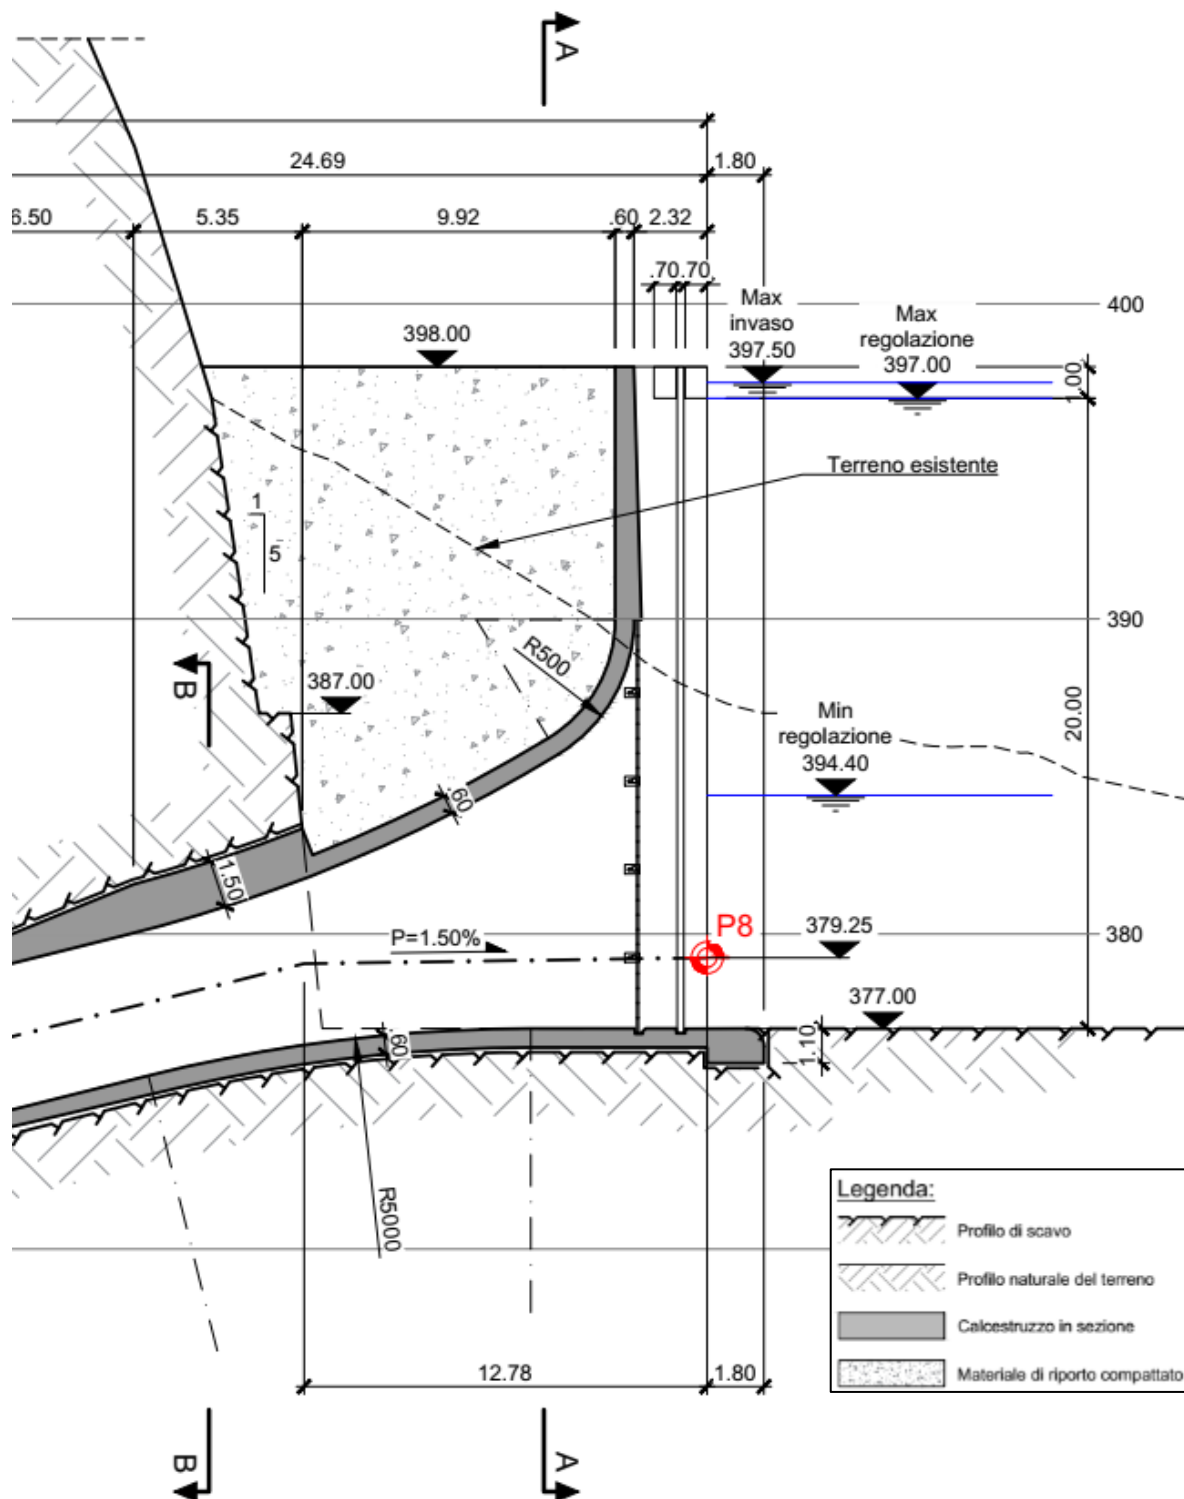 A
24.69
1.80
6.50
5.35
9.92
.60
2.32
.70
.70
400
Max
invaso
397.50
Max
regolazione
397.00
398.00
1.00
Terreno esistente
1
5
390
R500
B
387.00
Min
regolazione
394.40
20.00
.60
1.50
P8
379.25
380
P=1.50%
377.00
.60
1.10
R5000
Legenda:
Profilo di scavo
Profilo naturale del terreno
Calcestruzzo in sezione
Materiale di riporto compattato
12.78
1.80
B
A